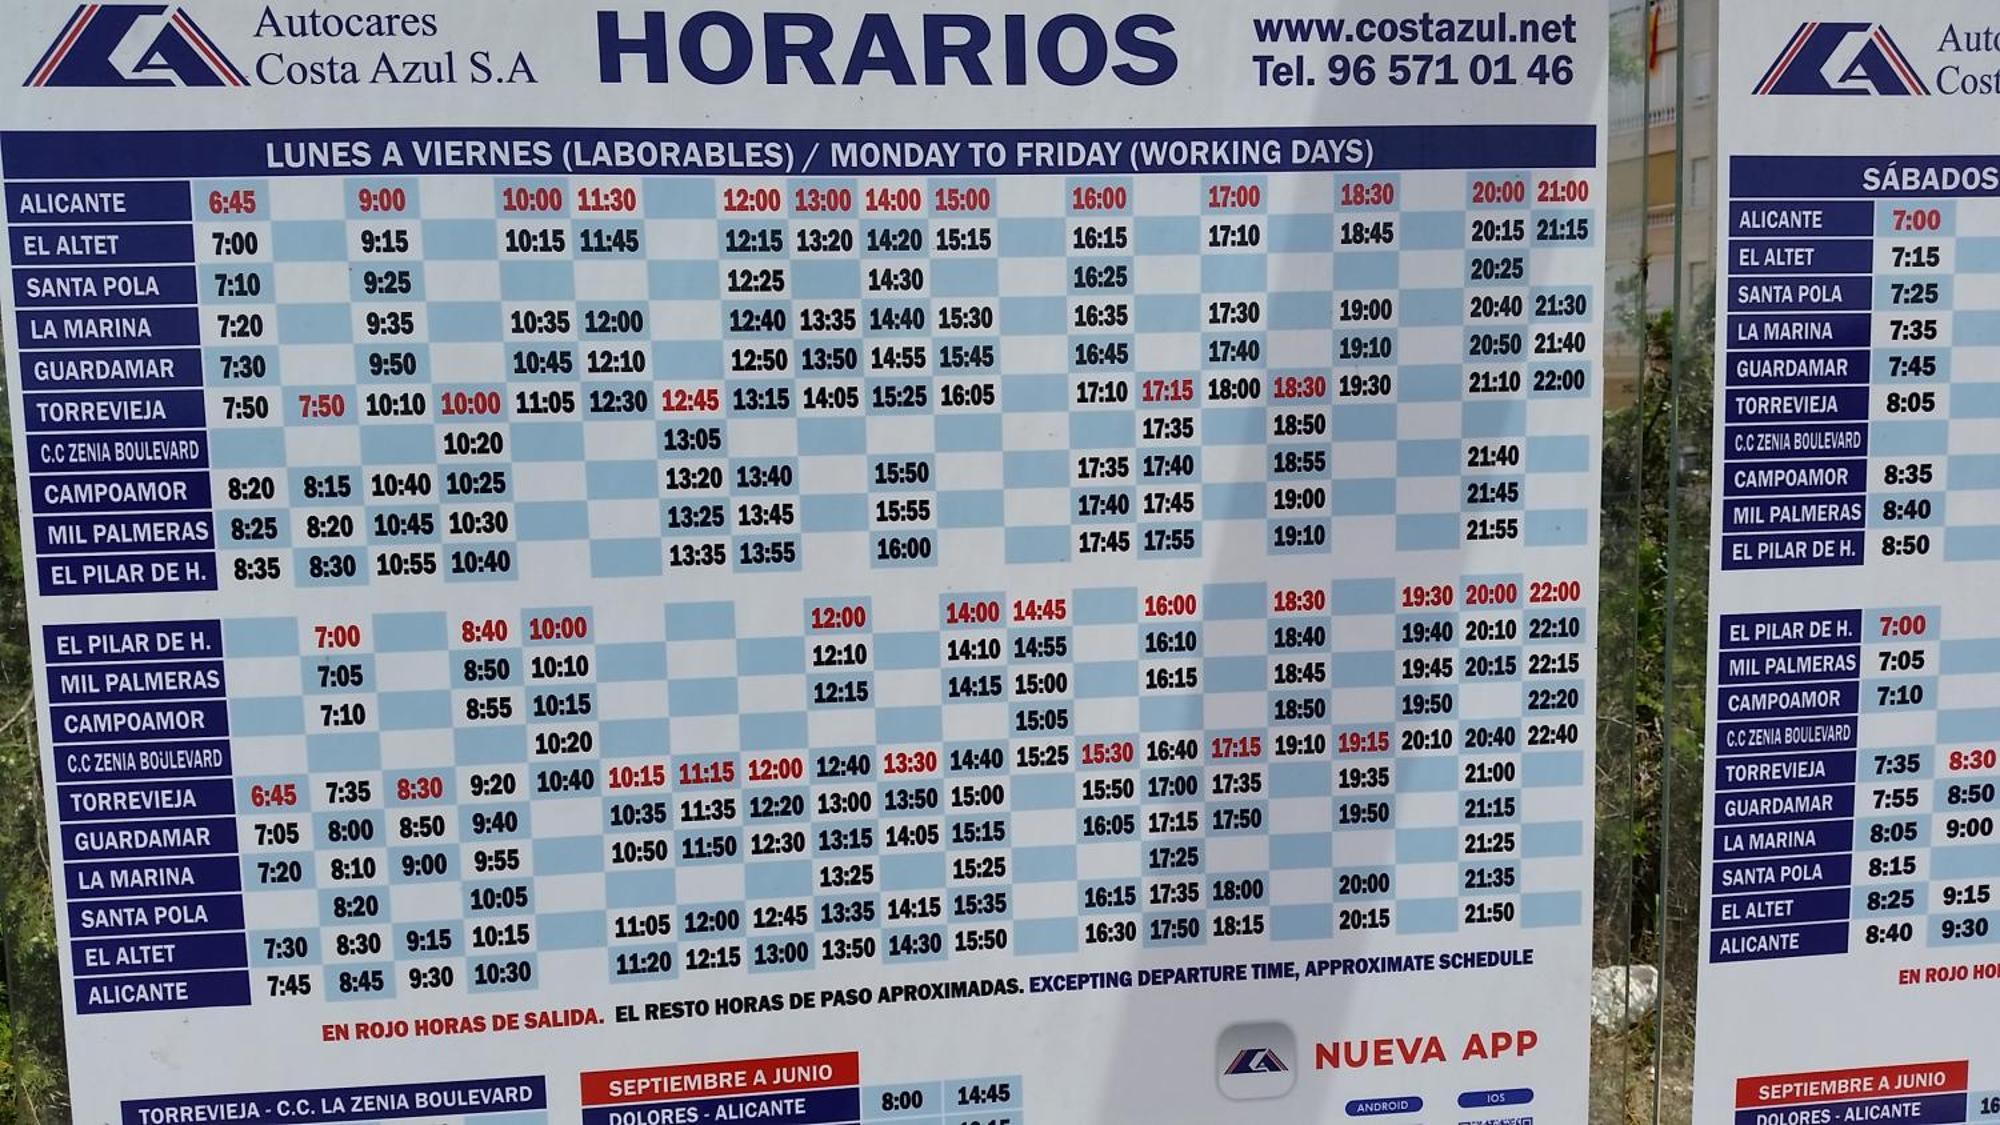 Autocares
Costa Azul S.A
HORARIOS
www.costazul.net
Tel. 96 571 01 46
LUNES A VIERNES (LABORABLES) / MONDAY TO FRIDAY (WORKING DAYS)
ALICANTE 6:45 9:00 10:00 11:30 12:00 13:00 14:00 15:00 16:00 17:00 18:30 20:00 21:00
EL ALTET 7:00 9:15 10:15 11:45 12:15 13:20 14:20 15:15 16:15 17:10 18:45 20:15 21:15
SANTA POLA 7:10 9:25 12:25 14:30 16:25 20:25
LA MARINA 7:20 9:35 10:35 12:00 12:40 13:35 14:40 15:30 16:35 17:30 19:00 20:40 21:30
GUARDAMAR 7:30 9:50 10:45 12:10 12:50 13:50 14:55 15:45 16:45 17:40 19:10 20:50 21:40
TORREVIEJA 7:50 7:50 10:10 10:00 11:05 12:30 12:45 13:15 14:05 15:25 16:05 17:10 17:15 18:00 18:30 19:30 21:10 22:00
C.C ZENIA BOULEVARD 10:20 13:05 17:35 18:50
CAMPOAMOR 8:20 8:15 10:40 10:25 13:20 13:40 15:50 17:35 17:40 18:55 21:40
MIL PALMERAS 8:25 8:20 10:45 10:30 13:25 13:45 15:55 17:40 17:45 19:00 21:45
EL PILAR DE H. 8:35 8:30 10:55 10:40 13:35 13:55 16:00 17:45 17:55 19:10 21:55
EL PILAR DE H. 7:00 8:40 10:00 12:00 14:00 14:45 16:00 18:30 19:30 20:00 22:00
MIL PALMERAS 7:05 8:50 10:10 12:10 14:10 14:55 16:10 18:40 19:40 20:10 22:10
CAMPOAMOR 7:10 8:55 10:15 12:15 14:15 15:00 16:15 18:45 19:45 20:15 22:15
C.C ZENIA BOULEVARD 10:20 15:05 18:50 19:50 22:20
TORREVIEJA 6:45 7:35 8:30 9:20 10:40 10:15 11:15 12:00 12:40 13:30 14:40 15:25 15:30 16:40 17:15 19:10 19:15 20:10 20:40 22:40
GUARDAMAR 7:05 8:00 8:50 9:40 10:35 11:35 12:20 13:00 13:50 15:00 15:50 17:00 17:35 19:35 21:00
LA MARINA 7:20 8:10 9:00 9:55 10:50 11:50 12:30 13:15 14:05 15:15 16:05 17:15 17:50 19:50 21:15
SANTA POLA 8:20 10:05 13:25 15:25 17:25 21:25
EL ALTET 7:30 8:30 9:15 10:15 11:05 12:00 12:45 13:35 14:15 15:35 16:15 17:35 18:00 20:00 21:35
ALICANTE 7:45 8:45 9:30 10:30 11:20 12:15 13:00 13:50 14:30 15:50 16:30 17:50 18:15 20:15 21:50
EN ROJO HORAS DE SALIDA. EL RESTO HORAS DE PASO APROXIMADAS. EXCEPTING DEPARTURE TIME, APPROXIMATE SCHEDULE
NUEVA APP
ANDROID
IOS
TORREVIEJA - C.C. LA ZENIA BOULEVARD
SEPTIEMBRE A JUNIO
DOLORES - ALICANTE 8:00 14:45
SÁBADOS
ALICANTE 7:00
EL ALTET 7:15
SANTA POLA 7:25
LA MARINA 7:35
GUARDAMAR 7:45
TORREVIEJA 8:05
C.C ZENIA BOULEVARD
CAMPOAMOR 8:35
MIL PALMERAS 8:40
EL PILAR DE H. 8:50
EL PILAR DE H. 7:00
MIL PALMERAS 7:05
CAMPOAMOR 7:10
C.C ZENIA BOULEVARD
TORREVIEJA 7:35 8:30
GUARDAMAR 7:55 8:50
LA MARINA 8:05 9:00
SANTA POLA 8:15
EL ALTET 8:25 9:15
ALICANTE 8:40 9:30
EN ROJO
SEPTIEMBRE A JUNIO
DOLORES - ALICANTE